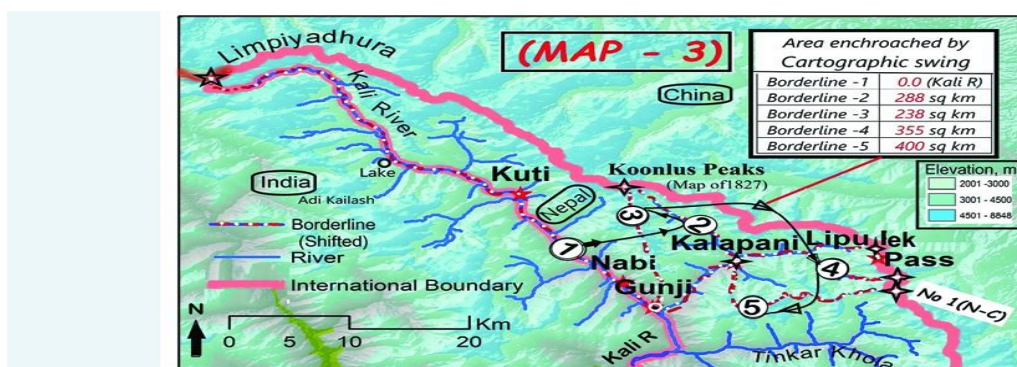 Limpiyadhura
(MAP - 3)
Area enchroached by
Cartographic swing
Borderline -1 0.0 (Kali R)
Borderline -2 288 sq km
Borderline -3 238 sq km
Borderline -4 355 sq km
Borderline -5 400 sq km
China
Kali River
Lake
Kuti
Koonlus Peaks
(Map of1827)
Elevation, m
2001 -3000
3001 - 4500
4501 - 8848
India
Adi Kailash
Nepal
Borderline
(Shifted)
River
International Boundary
1
2
3
4
5
Nabi
Gunji
Kalapani
Lipu lek
Pass
No 1(N-C)
N
Km
0 5 10 20
Kali R
Tinkar Khola